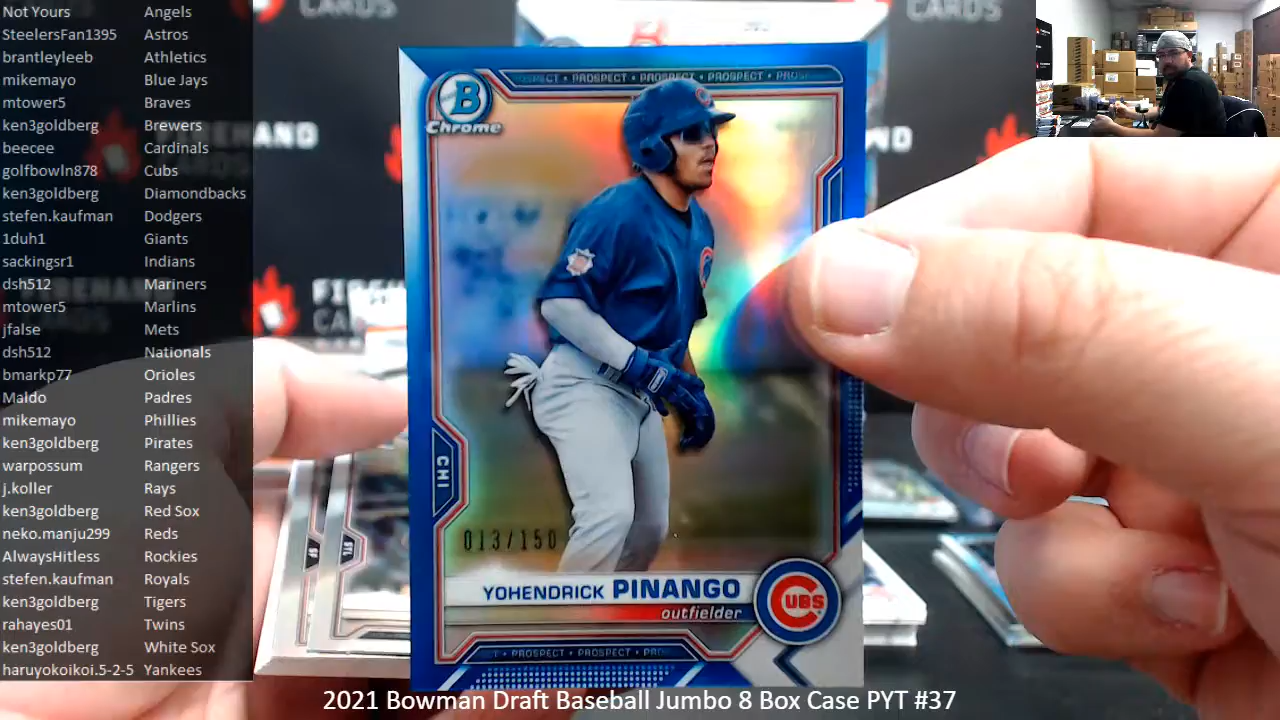 Not Yours Angels
SteelersFan1395 Astros
brantleyleeb Athletics
mikemayo Blue Jays
mtower5 Braves
ken3goldberg Brewers
beecee Cardinals
golfbowln878 Cubs
ken3goldberg Diamondbacks
stefen.kaufman Dodgers
1duh1 Giants
sackingsr1 Indians
dsh512 Mariners
mtower5 Marlins
jfalse Mets
dsh512 Nationals
bmarkp77 Orioles
Maldo Padres
mikemayo Phillies
ken3goldberg Pirates
warpossum Rangers
j.koller Rays
ken3goldberg Red Sox
neko.manju299 Reds
AlwaysHitless Rockies
stefen.kaufman Royals
ken3goldberg Tigers
rahayes01 Twins
ken3goldberg White Sox
haruyokoikoi.5-2-5 Yankees
CARDS
PROSPECT • PROSPECT • PROSPECT
B
Chrome
CHI
013/150
YOHENDRICK PINANGO
outfielder
CUBS
PROSPECT • PROSPECT
SF
STL
2021 Bowman Draft Baseball Jumbo 8 Box Case PYT #37